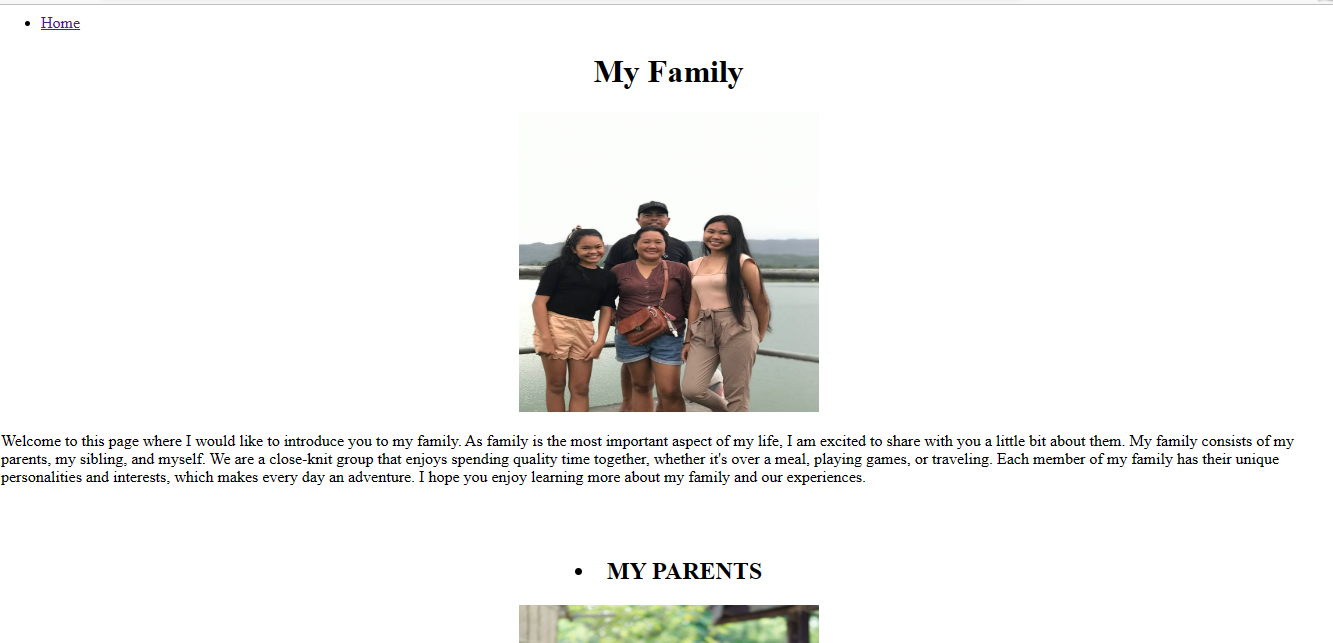 Home
My Family
Welcome to this page where I would like to introduce you to my family. As family is the most important aspect of my life, I am excited to share with you a little bit about them. My family consists of my
parents, my sibling, and myself. We are a close-knit group that enjoys spending quality time together, whether it's over a meal, playing games, or traveling. Each member of my family has their unique
personalities and interests, which makes every day an adventure. I hope you enjoy learning more about my family and our experiences.
MY PARENTS